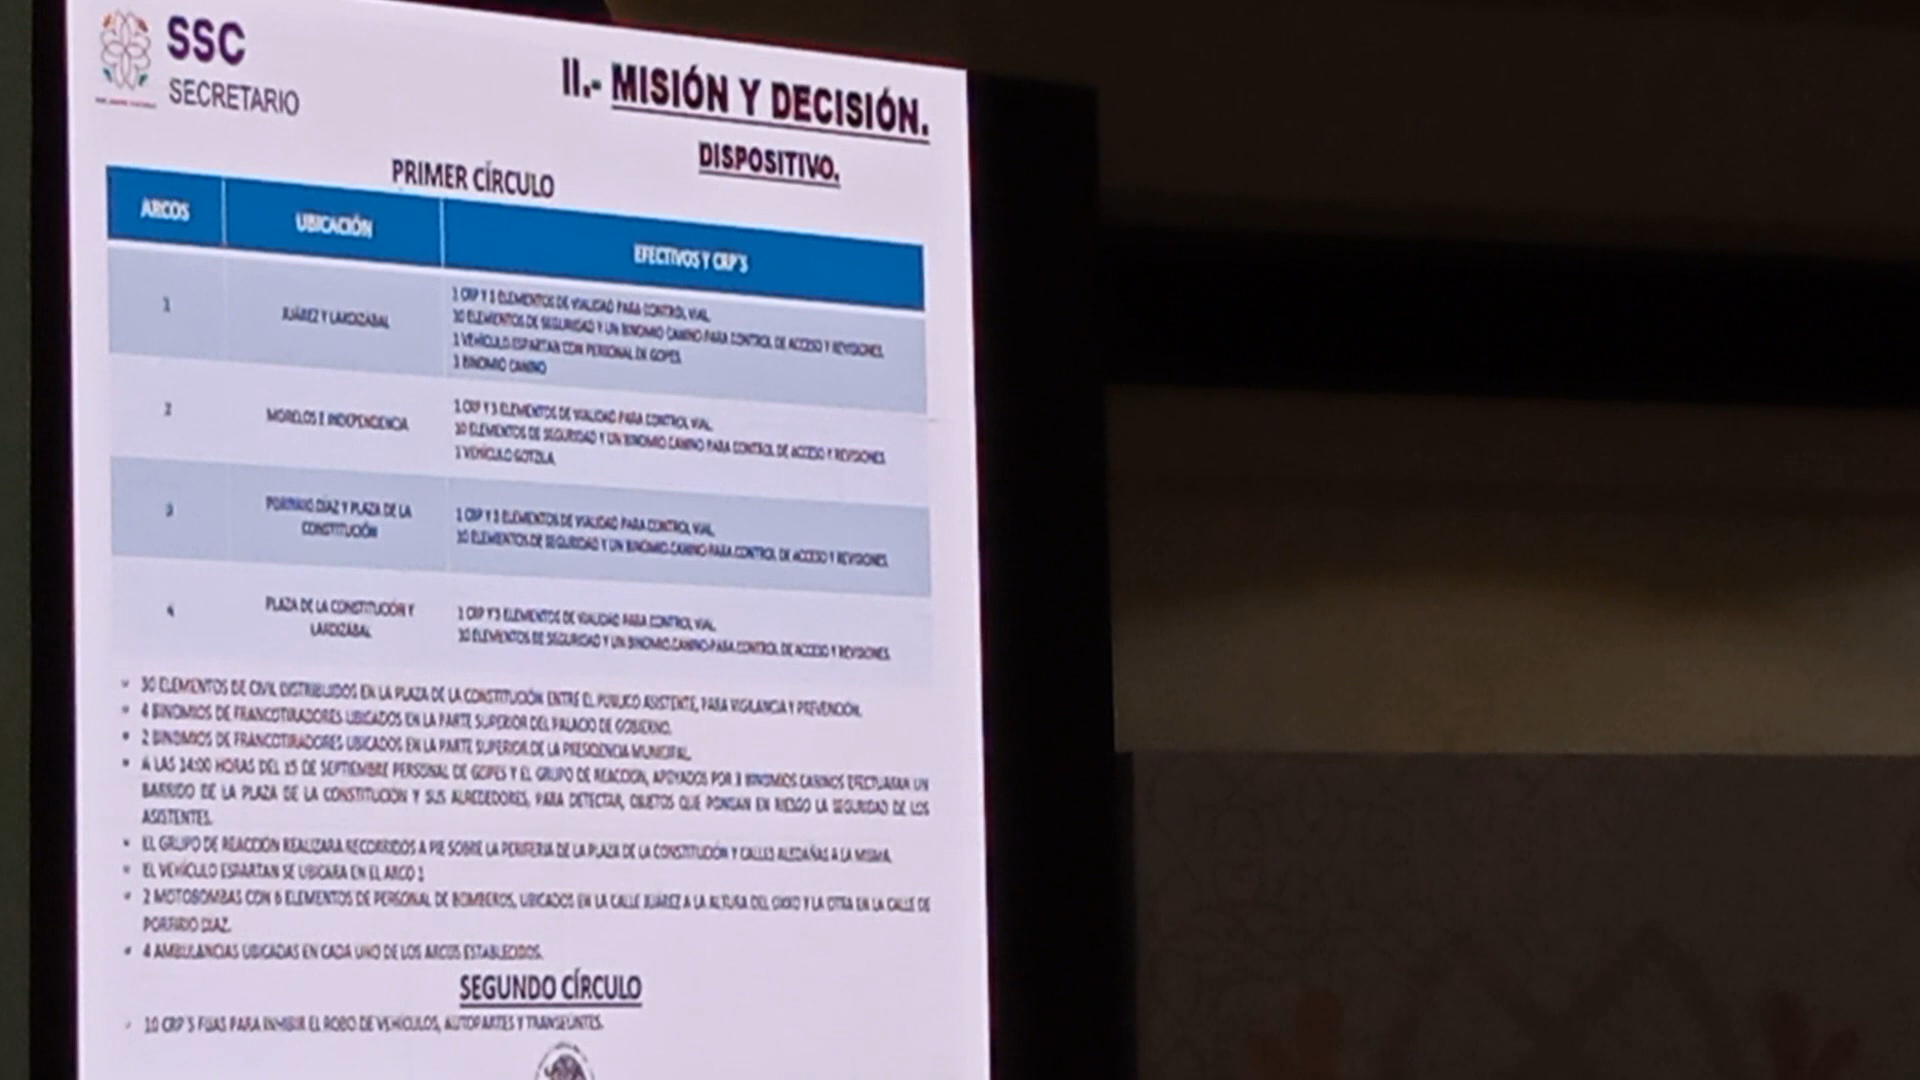 SSC
SECRETARIO
II.- MISIÓN Y DECISIÓN.
DISPOSITIVO.
PRIMER CÍRCULO
ARCOS UBICACIÓN EFECTIVOS Y CRP'S
1 JUÁREZ Y LARDIZÁBAL
1 CRP Y 3 ELEMENTOS DE VIALIDAD PARA CONTROL VIAL.
10 ELEMENTOS DE SEGURIDAD Y UN BINOMIO CANINO PARA CONTROL DE ACCESO Y REVISIONES.
1 VEHÍCULO ESPARTAN CON PERSONAL DE GOPES.
BINOMIO CANINO
2 MORELOS E INDEPENDENCIA
1 CRP Y 3 ELEMENTOS DE VIALIDAD PARA CONTROL VIAL.
10 ELEMENTOS DE SEGURIDAD Y UN BINOMIO CANINO PARA CONTROL DE ACCESO Y REVISIONES.
1 VEHÍCULO
3 PORFIRIO DÍAZ Y PLAZA DE LA
CONSTITUCIÓN
1 CRP Y 3 ELEMENTOS DE VIALIDAD PARA CONTROL VIAL.
10 ELEMENTOS DE SEGURIDAD Y UN BINOMIO CANINO PARA CONTROL DE ACCESO Y REVISIONES.
4 PLAZA DE LA CONSTITUCIÓN Y
LARDIZÁBAL
1 CRP Y 3 ELEMENTOS DE VIALIDAD PARA CONTROL VIAL.
10 ELEMENTOS DE SEGURIDAD Y UN BINOMIO CANINO PARA CONTROL DE ACCESO Y REVISIONES.
• 30 ELEMENTOS DE CIVIL DISTRIBUIDOS EN LA PLAZA DE LA CONSTITUCIÓN ENTRE EL PÚBLICO ASISTENTE, PARA VIGILANCIA Y PREVENCIÓN.
• 4 BINOMIOS DE FRANCOTIRADORES UBICADOS EN LA PARTE SUPERIOR DEL PALACIO DE GOBIERNO.
• 2 BINOMIOS DE FRANCOTIRADORES UBICADOS EN LA PARTE SUPERIOR DE LA PRESIDENCIA MUNICIPAL.
• A LAS 14:00 HORAS DEL 15 DE SEPTIEMBRE PERSONAL DE GOPES Y EL GRUPO DE REACCION, APOYADOS POR 3 BINOMIOS CANINOS EFECTUARAN UN
BARRIDO DE LA PLAZA DE LA CONSTITUCION Y SUS ALREDEDORES, PARA DETECTAR, OBJETOS QUE PONGAN EN RIESGO LA SEGURIDAD DE LOS
ASISTENTES.
• EL GRUPO DE REACCIÓN REALIZARA RECORRIDOS A PIE SOBRE LA PERIFERIA DE LA PLAZA DE LA CONSTITUCIÓN Y CALLES ALEDAÑAS A LA MISMA.
• EL VEHÍCULO ESPARTAN SE UBICARA EN EL ARCO 1
• 2 MOTOBOMBAS CON 6 ELEMENTOS DE PERSONAL DE BOMBEROS, UBICADOS EN LA CALLE JUÁREZ A LA ALTURA DEL OXXO Y LA OTRA EN LA CALLE DE
PORFIRIO DIAZ.
• 4 AMBULANCIAS UBICADAS EN CADA UNO DE LOS ARCOS ESTABLECIDOS.
SEGUNDO CÍRCULO
10 CRP'S FIJAS PARA INHIBIR EL ROBO DE VEHÍCULOS, AUTOPARTES Y TRANSEÚNTES.